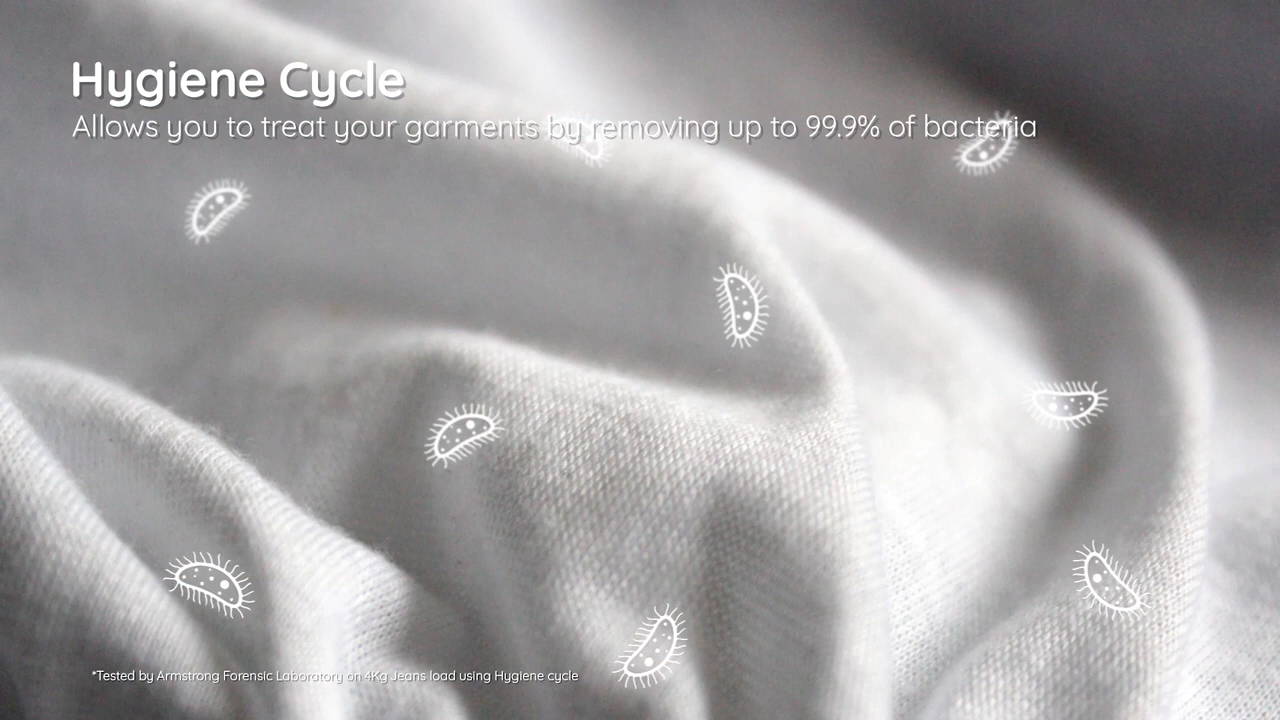 Hygiene Cycle
Allows you to treat your garments by removing up to 99.9% of bacteria
*Tested by Armstrong Forensic Laboratory on 4Kg Jeans load using Hygiene cycle